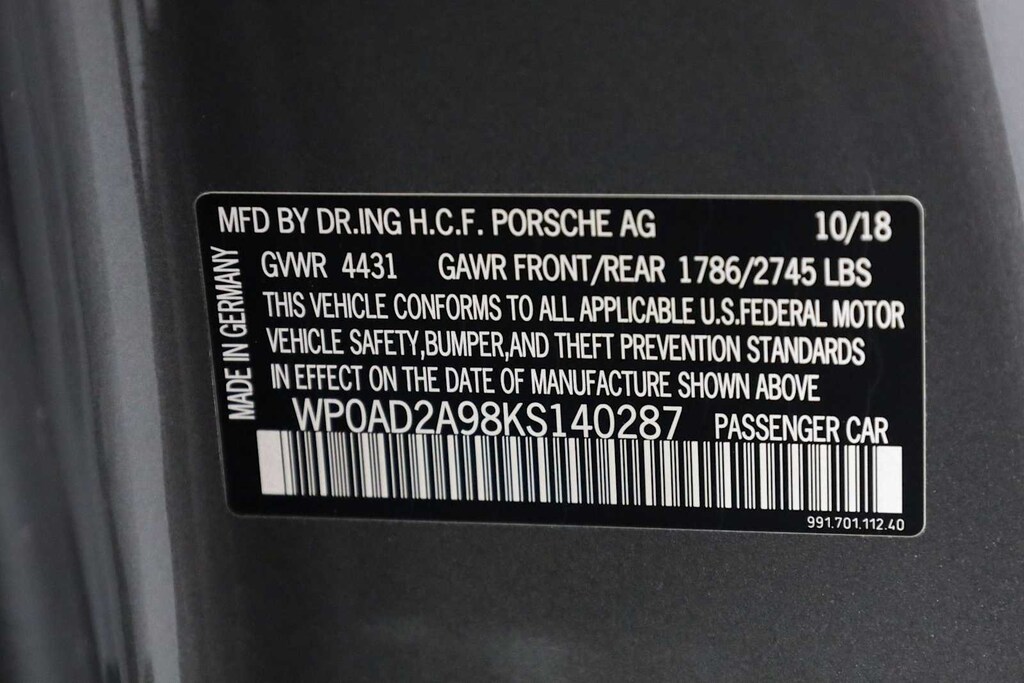 MFD BY DR.ING H.C.F. PORSCHE AG 10/18
MADE IN GERMANY
GVWR 4431 GAWR FRONT/REAR 1786/2745 LBS
THIS VEHICLE CONFORMS TO ALL APPLICABLE U.S.FEDERAL MOTOR
VEHICLE SAFETY,BUMPER,AND THEFT PREVENTION STANDARDS
IN EFFECT ON THE DATE OF MANUFACTURE SHOWN ABOVE
WP0AD2A98KS140287 PASSENGER CAR
991.701.112.40